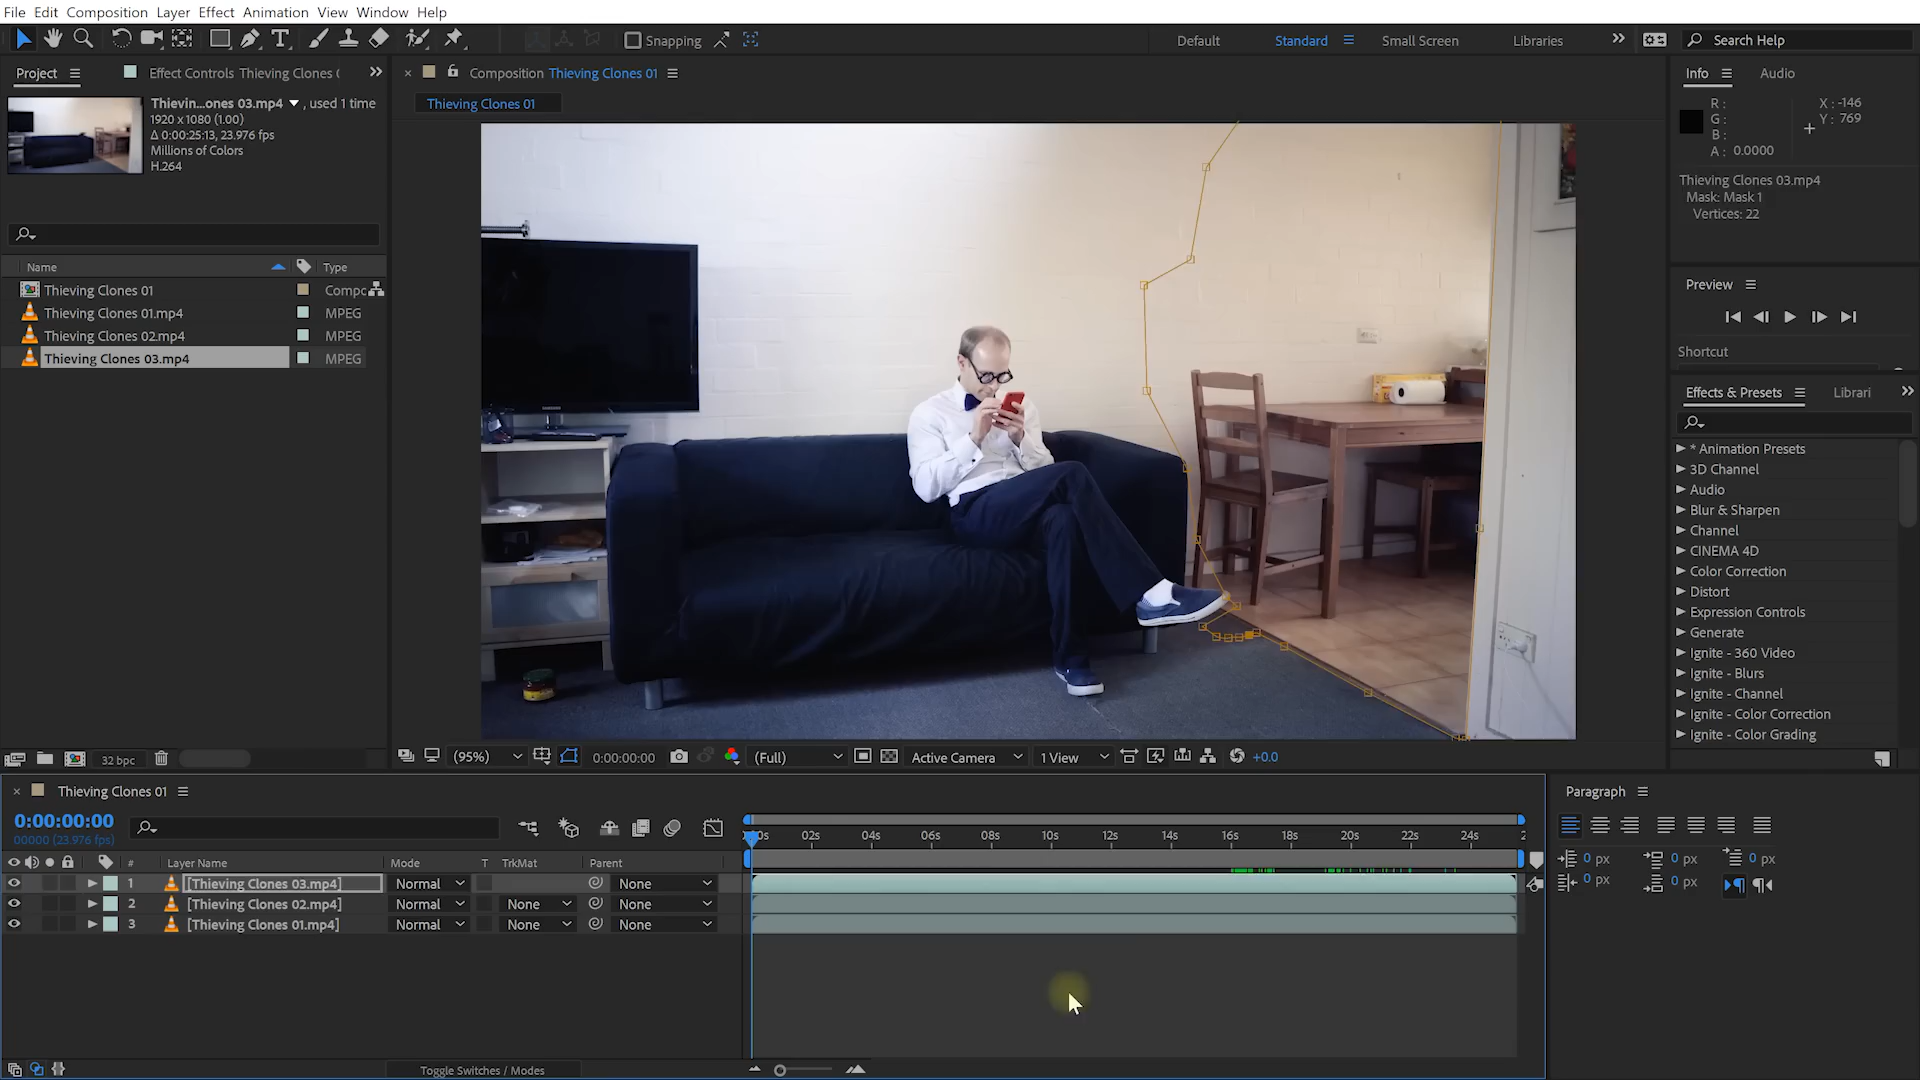 File Edit Composition Layer Effect Animation View Window Help
Snapping
Default Standard Small Screen Libraries Search Help
Project Effect Controls Thieving Clones
Composition Thieving Clones 01
Info Audio
Thieving Clones 01
Thievin...ones 03.mp4 , used 1 time
1920 x 1080 (1.00)
Δ 0:00:25:13, 23.976 fps
Millions of Colors
H.264
R: X: -146
G: Y: 769
B:
A: 0.0000
Thieving Clones 03.mp4
Mask: Mask 1
Vertices: 22
Name Type
Thieving Clones 01 Compo
Thieving Clones 01.mp4 MPEG
Thieving Clones 02.mp4 MPEG
Thieving Clones 03.mp4 MPEG
Preview
Shortcut
Effects & Presets Librari
* Animation Presets
3D Channel
Audio
Blur & Sharpen
Channel
CINEMA 4D
Color Correction
Distort
Expression Controls
Generate
Ignite - 360 Video
Ignite - Blurs
Ignite - Channel
Ignite - Color Correction
Ignite - Color Grading
32 bpc
(95%) 0:00:00:00 (Full) Active Camera 1 View +0.0
Thieving Clones 01
0:00:00:00
00000 (23.976 fps)
02s 04s 06s 08s 10s 12s 14s 16s 18s 20s 22s 24s
# Layer Name Mode T TrkMat Parent
1 [Thieving Clones 03.mp4] Normal None
2 [Thieving Clones 02.mp4] Normal None None
3 [Thieving Clones 01.mp4] Normal None None
Toggle Switches / Modes
Paragraph
0 px 0 px 0 px
0 px 0 px